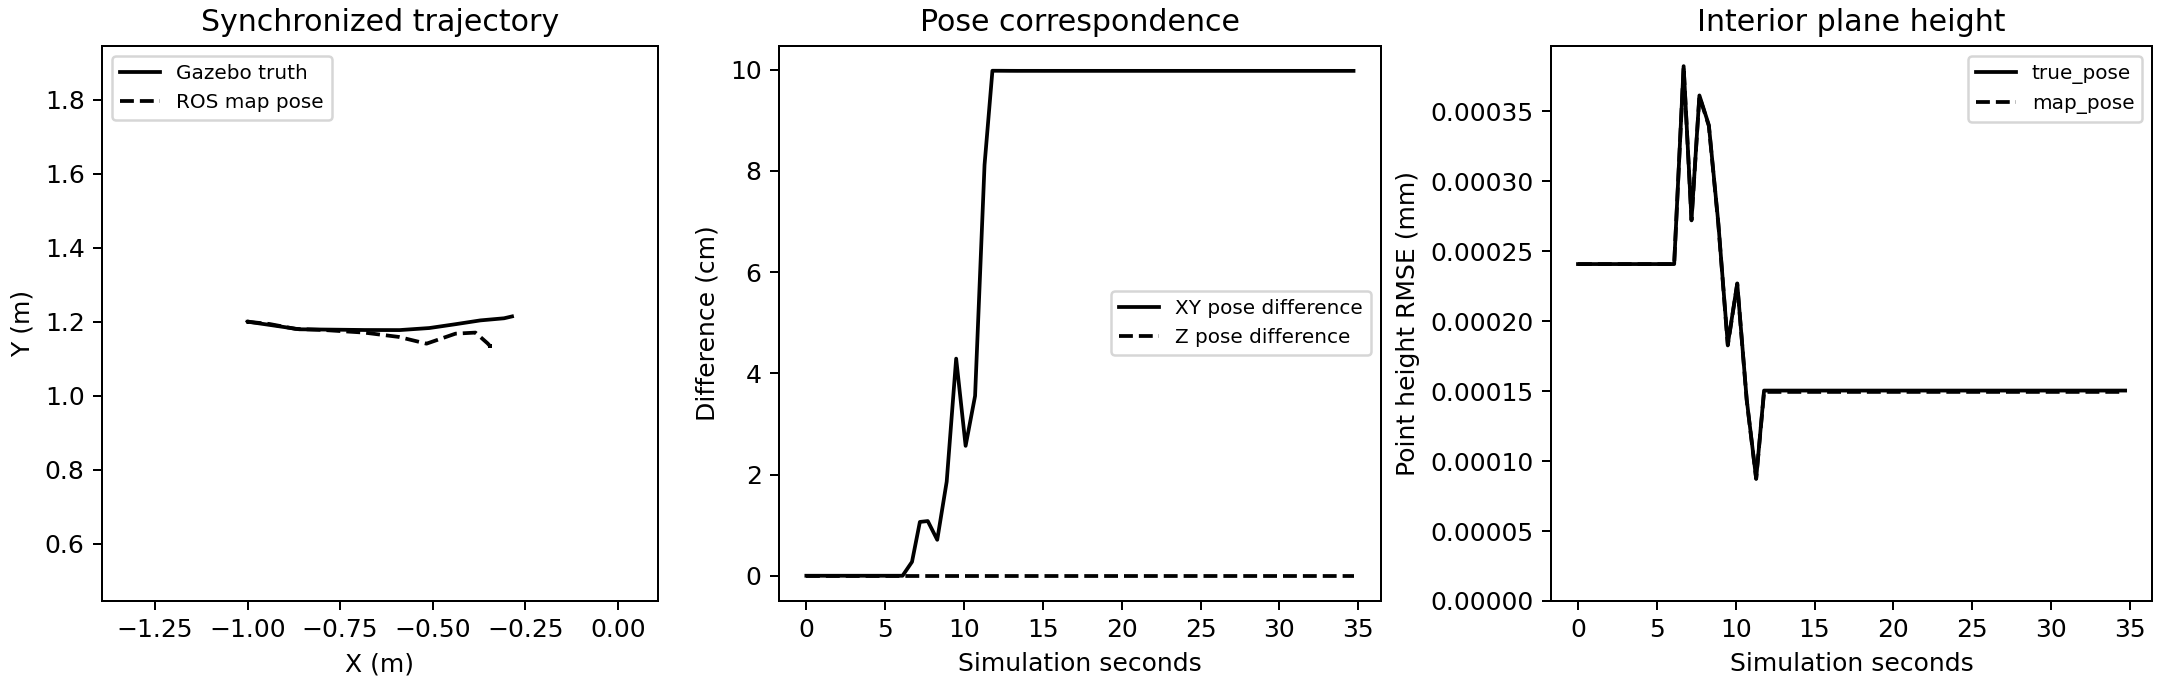 Synchronized trajectory
Gazebo truth
ROS map pose
1.8
1.6
1.4
1.2
1.0
0.8
0.6
Y (m)
−1.25 −1.00 −0.75 −0.50 −0.25 0.00
X (m)
Pose correspondence
10
8
6
4
2
0
Difference (cm)
XY pose difference
Z pose difference
0 5 10 15 20 25 30 35
Simulation seconds
Interior plane height
true_pose
map_pose
0.00035
0.00030
0.00025
0.00020
0.00015
0.00010
0.00005
0.00000
Point height RMSE (mm)
0 5 10 15 20 25 30 35
Simulation seconds